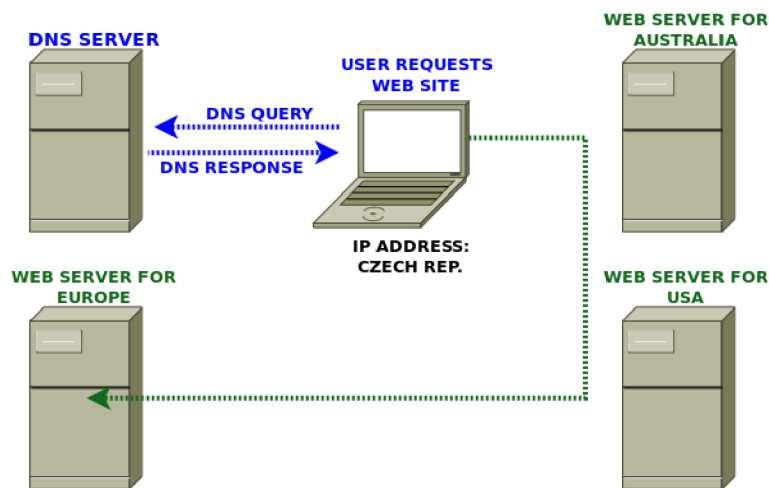 DNS SERVER
USER REQUESTS
WEB SITE
WEB SERVER FOR
AUSTRALIA
DNS QUERY
DNS RESPONSE
IP ADDRESS:
CZECH REP.
WEB SERVER FOR
EUROPE
WEB SERVER FOR
USA